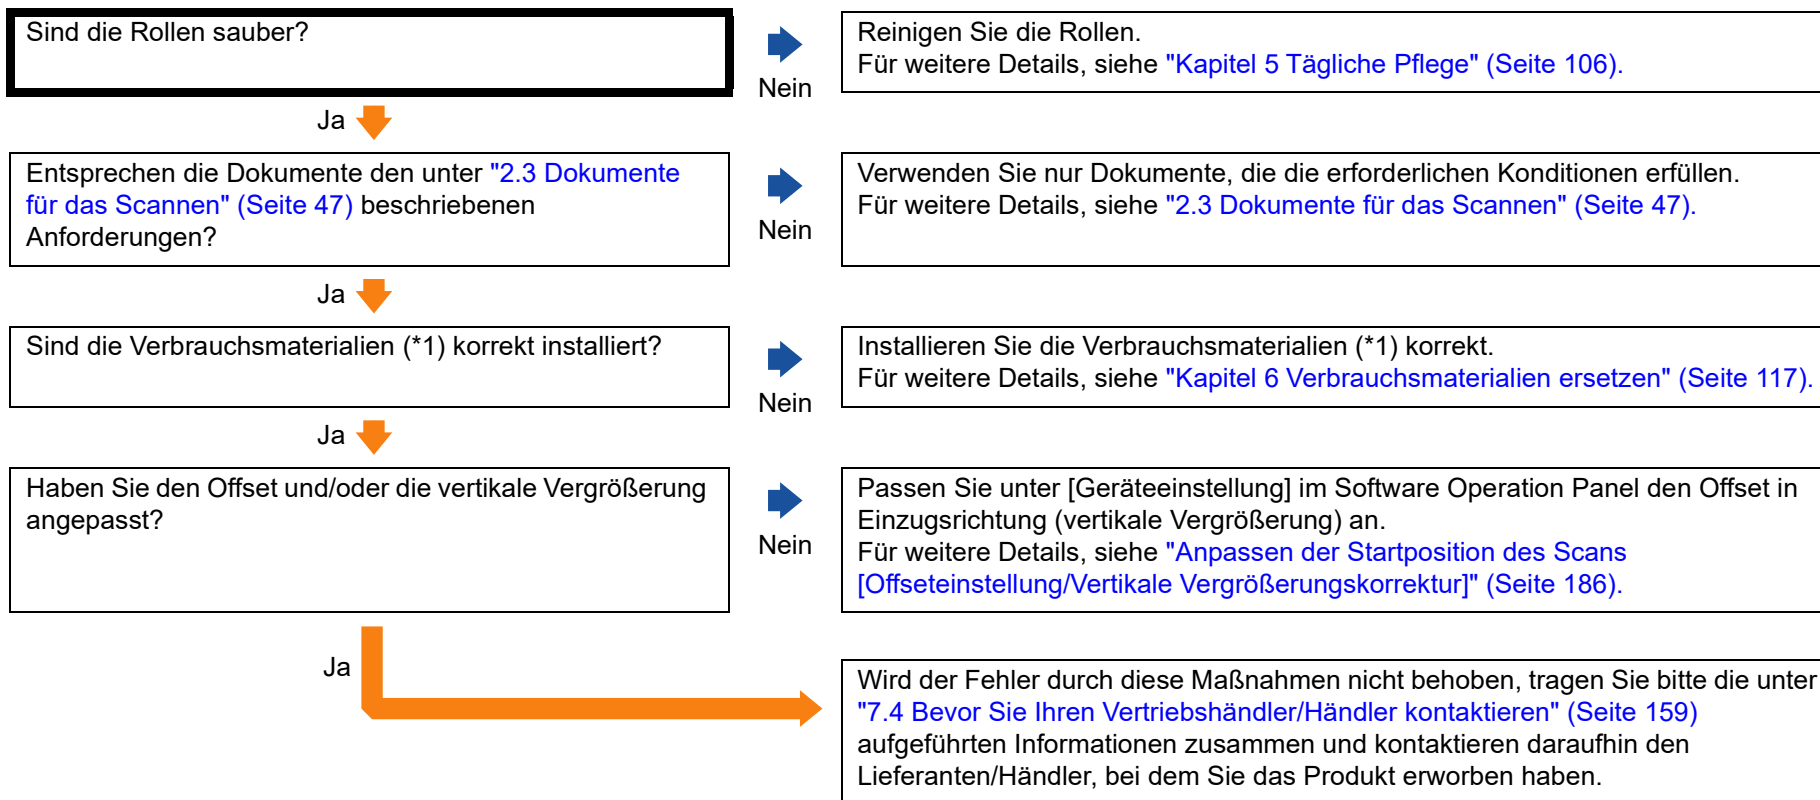 Sind die Rollen sauber?
Nein
Reinigen Sie die Rollen.
Für weitere Details, siehe "Kapitel 5 Tägliche Pflege" (Seite 106).
Ja
Entsprechen die Dokumente den unter "2.3 Dokumente
für das Scannen" (Seite 47) beschriebenen
Anforderungen?
Nein
Verwenden Sie nur Dokumente, die die erforderlichen Konditionen erfüllen.
Für weitere Details, siehe "2.3 Dokumente für das Scannen" (Seite 47).
Ja
Sind die Verbrauchsmaterialien (*1) korrekt installiert?
Nein
Installieren Sie die Verbrauchsmaterialien (*1) korrekt.
Für weitere Details, siehe "Kapitel 6 Verbrauchsmaterialien ersetzen" (Seite 117).
Ja
Haben Sie den Offset und/oder die vertikale Vergrößerung
angepasst?
Nein
Passen Sie unter [Geräteeinstellung] im Software Operation Panel den Offset in
Einzugsrichtung (vertikale Vergrößerung) an.
Für weitere Details, siehe "Anpassen der Startposition des Scans
[Offseteinstellung/Vertikale Vergrößerungskorrektur]" (Seite 186).
Ja
Wird der Fehler durch diese Maßnahmen nicht behoben, tragen Sie bitte die unter
"7.4 Bevor Sie Ihren Vertriebshändler/Händler kontaktieren" (Seite 159)
aufgeführten Informationen zusammen und kontaktieren daraufhin den
Lieferanten/Händler, bei dem Sie das Produkt erworben haben.